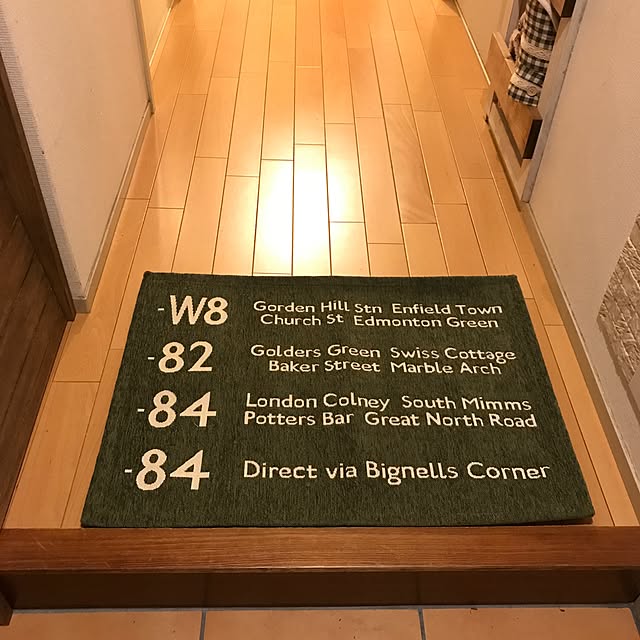 -W8 Gorden Hill Stn Enfield Town
Church St Edmonton Green
-82 Golders Green Swiss Cottage
Baker Street Marble Arch
-84 London Colney South Mimms
Potters Bar Great North Road
-84 Direct via Bignells Corner